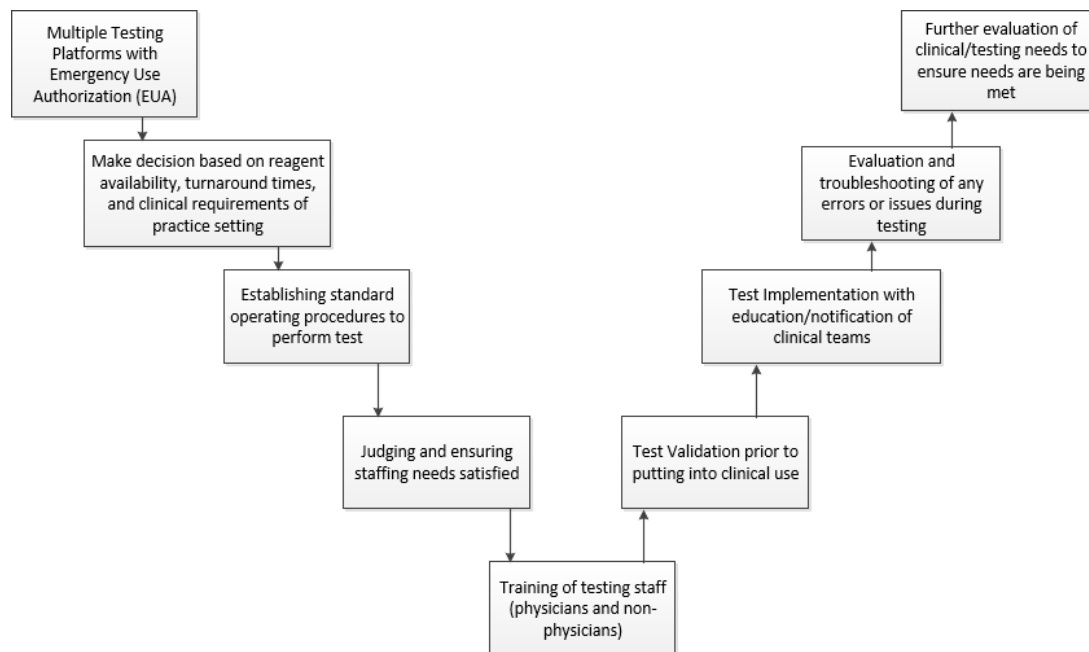 Multiple Testing
Platforms with
Emergency Use
Authorization (EUA)
Make decision based on reagent
availability, turnaround times,
and clinical requirements of
practice setting
Establishing standard
operating procedures to
perform test
Judging and ensuring
staffing needs satisfied
Training of testing staff
(physicians and non-
physicians)
Test Validation prior to
putting into clinical use
Test Implementation with
education/notification of
clinical teams
Evaluation and
troubleshooting of any
errors or issues during
testing
Further evaluation of
clinical/testing needs to
ensure needs are being
met